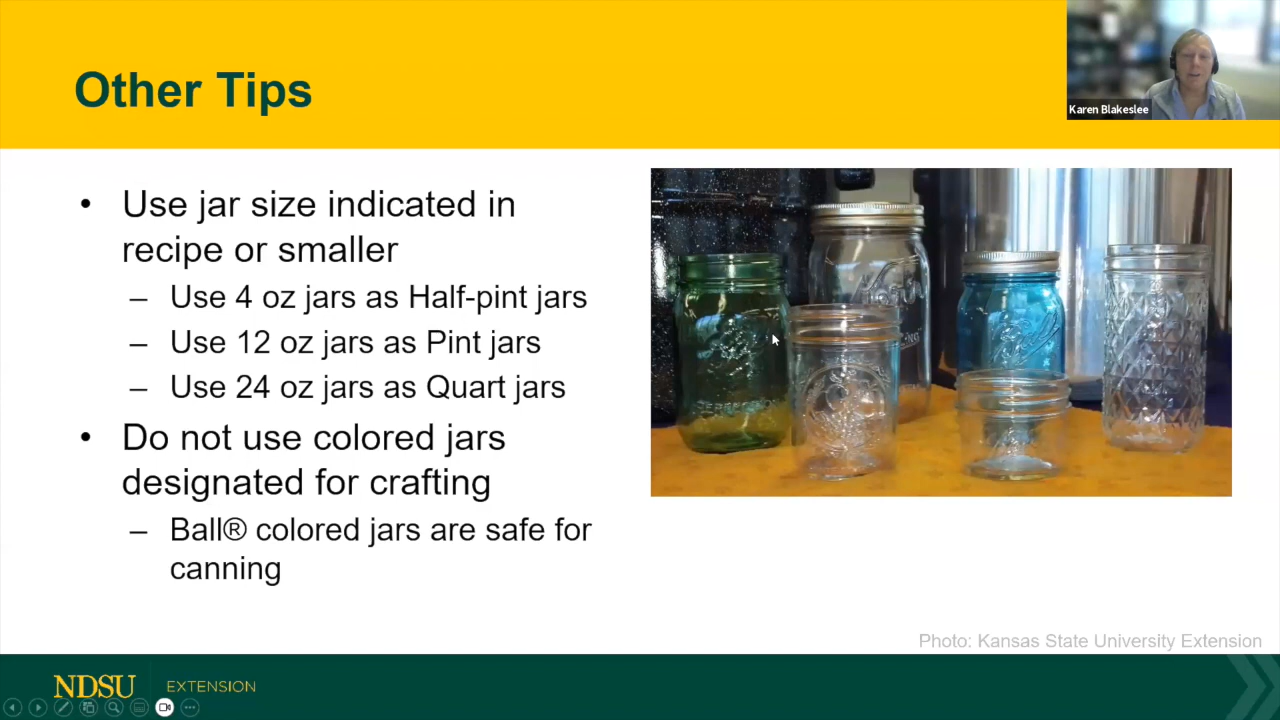 Other Tips
Karen Blakeslee
• Use jar size indicated in
recipe or smaller
– Use 4 oz jars as Half-pint jars
– Use 12 oz jars as Pint jars
– Use 24 oz jars as Quart jars
• Do not use colored jars
designated for crafting
– Ball® colored jars are safe for
canning
Photo: Kansas State University Extension
NDSU EXTENSION